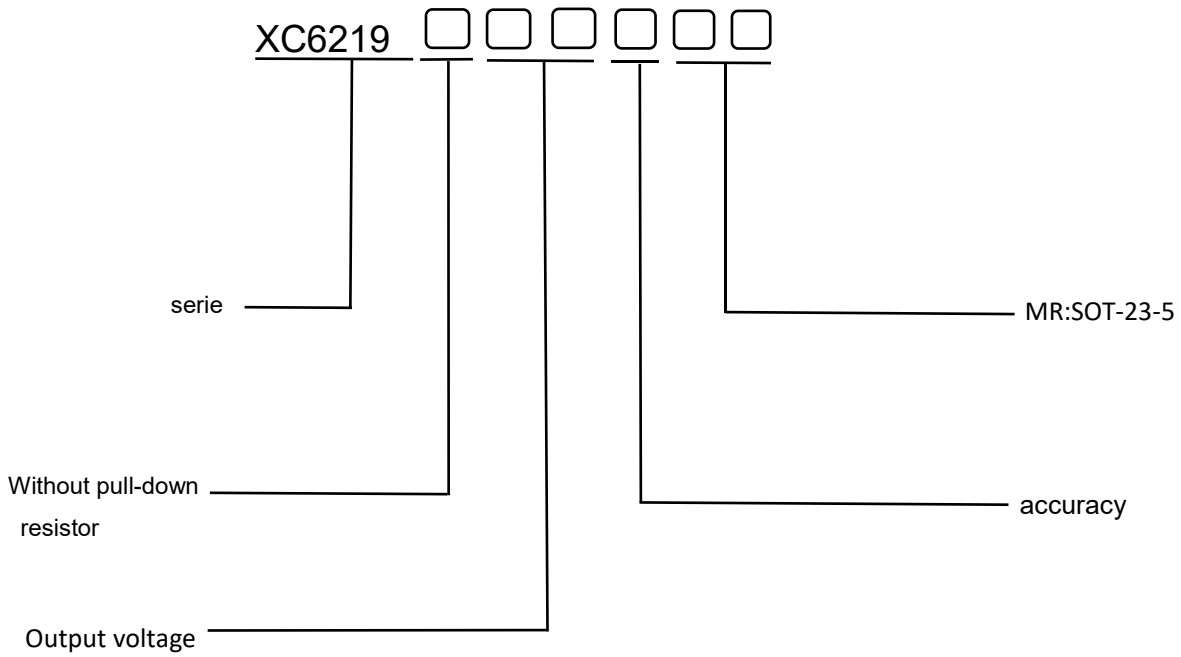 XC6219
serie
MR:SOT-23-5
Without pull-down
resistor
accuracy
Output voltage